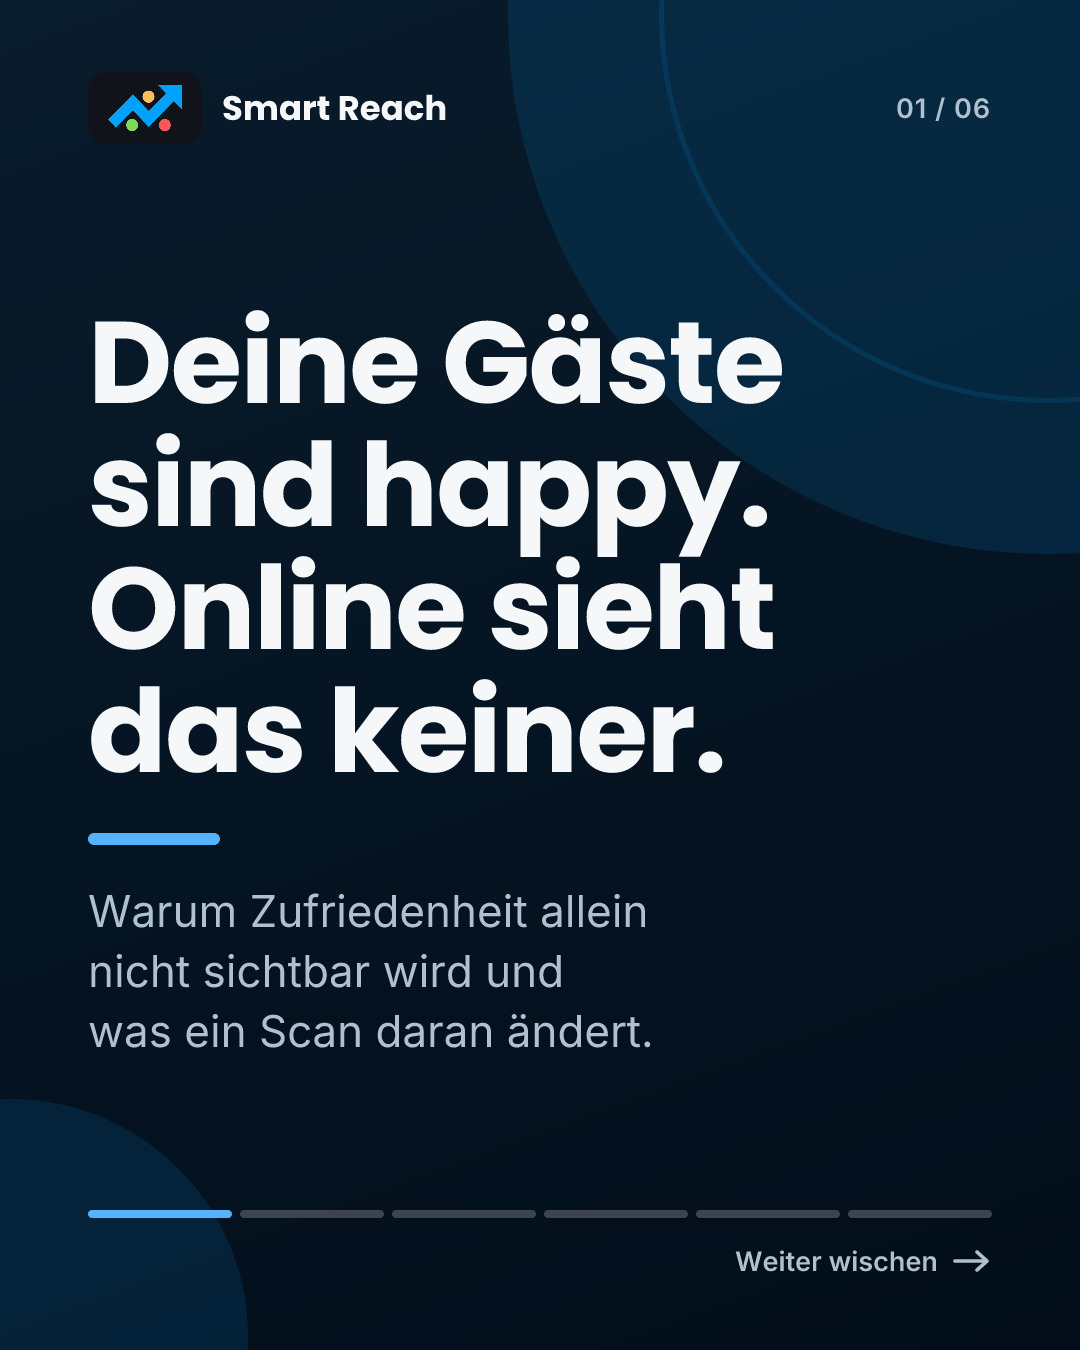 Smart Reach
01 / 06
Deine Gäste
sind happy.
Online sieht
das keiner.
Warum Zufriedenheit allein
nicht sichtbar wird und
was ein Scan daran ändert.
Weiter wischen →